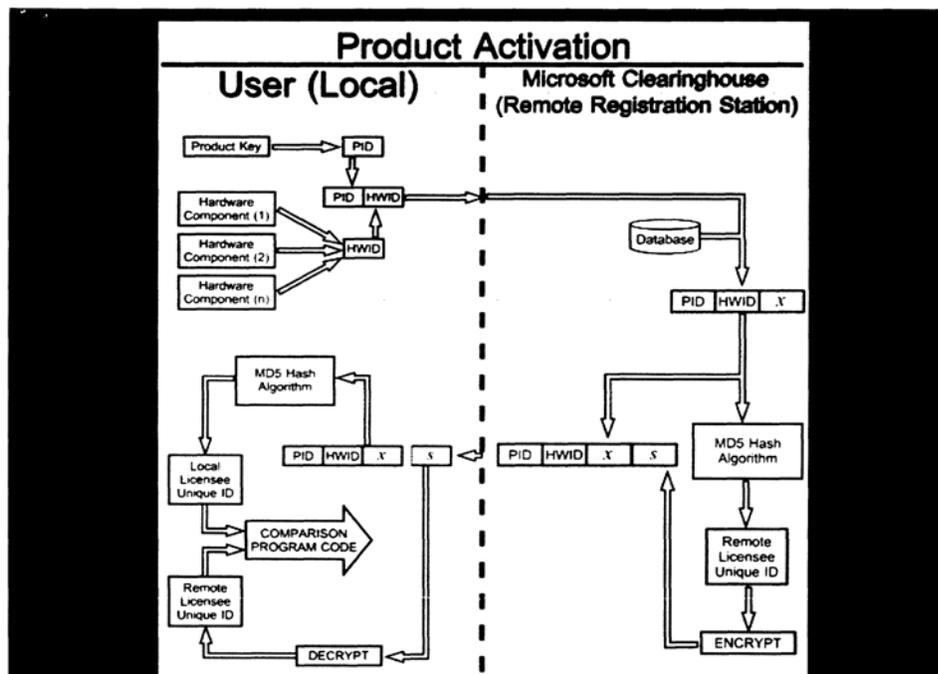 Product Activation
User (Local)
Microsoft Clearinghouse
(Remote Registration Station)
Product Key
PID
PID
HWID
Hardware
Component (1)
Hardware
Component (2)
Hardware
Component (n)
HWID
Database
PID
HWID
x
MD5 Hash
Algorithm
PID
HWID
x
s
PID
HWID
x
s
MD5 Hash
Algorithm
Local
Licensee
Unique ID
COMPARISON
PROGRAM CODE
Remote
Licensee
Unique ID
Remote
Licensee
Unique ID
DECRYPT
ENCRYPT